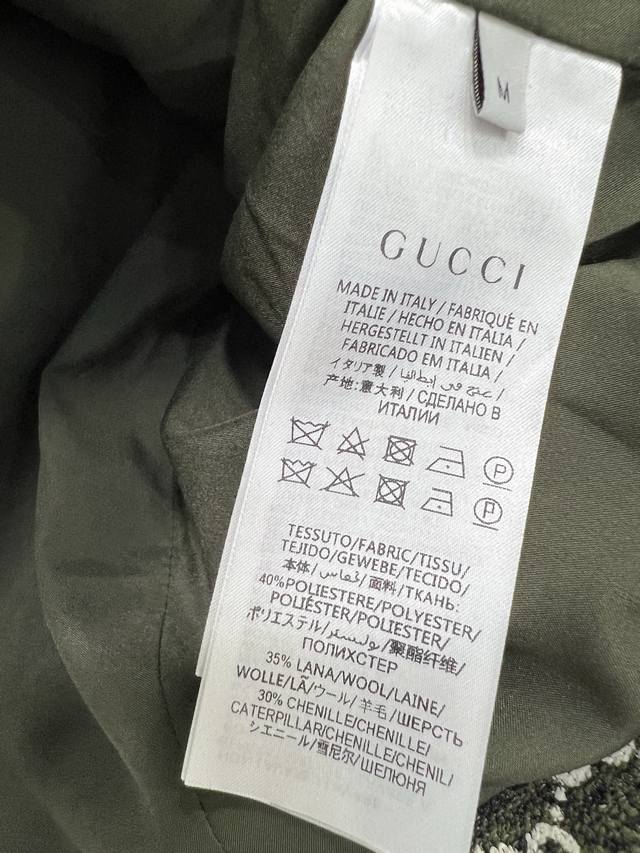 M
GUCCI
MADE IN ITALY / FABRIQUÉ EN
ITALIE / HECHO EN ITALIA /
HERGESTELLT IN ITALIEN /
FABRICADO EM ITALIA /
イタリア製 / صنع في إيطاليا /
产地:意大利 / СДЕЛАНО В
ИТАЛИИ
P
P
TESSUTO/FABRIC/TISSU/
TEJIDO/GEWEBE/TECIDO/
本体/قماش/面料/ТКАНЬ:
40%POLIESTERE/POLYESTER/
POLIÉSTER/POLIESTER/
ポリエステル/بوليستر/聚酯纤维/
ПОЛИХСТЕР
35% LANA/WOOL/LAINE/
WOLLE/LÃ/ウール/羊毛/ШЕРСТЬ
30% CHENILLE/CHENILLE/
CATERPILLAR/CHENILLE/CHENIL/
シエニール/雪尼尔/ШЕЛЮНЯ